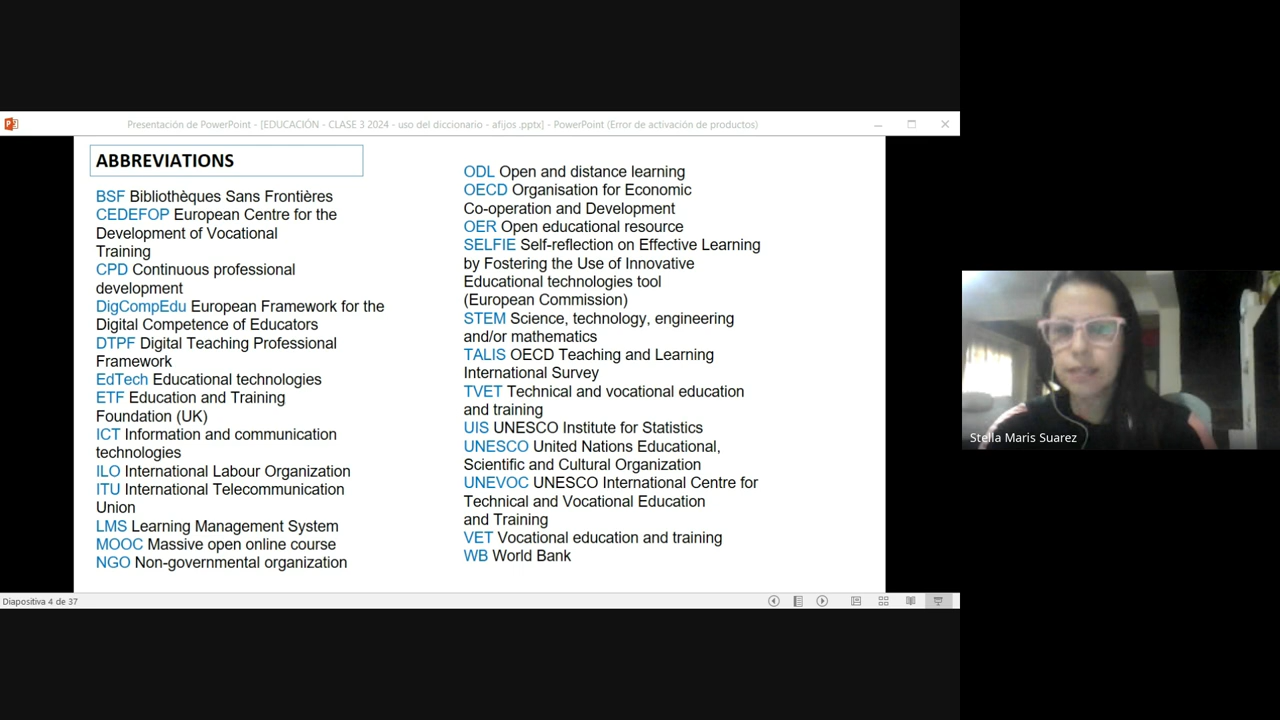 Presentación de PowerPoint - [EDUCACIÓN - CLASE 3 2024 - uso del diccionario - afijos .pptx] - PowerPoint (Error de activación de productos)
ABBREVIATIONS
BSF Bibliothèques Sans Frontières
CEDEFOP European Centre for the
Development of Vocational
Training
CPD Continuous professional
development
DigCompEdu European Framework for the
Digital Competence of Educators
DTPF Digital Teaching Professional
Framework
EdTech Educational technologies
ETF Education and Training
Foundation (UK)
ICT Information and communication
technologies
ILO International Labour Organization
ITU International Telecommunication
Union
LMS Learning Management System
MOOC Massive open online course
NGO Non-governmental organization
ODL Open and distance learning
OECD Organisation for Economic
Co-operation and Development
OER Open educational resource
SELFIE Self-reflection on Effective Learning
by Fostering the Use of Innovative
Educational technologies tool
(European Commission)
STEM Science, technology, engineering
and/or mathematics
TALIS OECD Teaching and Learning
International Survey
TVET Technical and vocational education
and training
UIS UNESCO Institute for Statistics
UNESCO United Nations Educational,
Scientific and Cultural Organization
UNEVOC UNESCO International Centre for
Technical and Vocational Education
and Training
VET Vocational education and training
WB World Bank
Diapositiva 4 de 37
Stella Maris Suarez